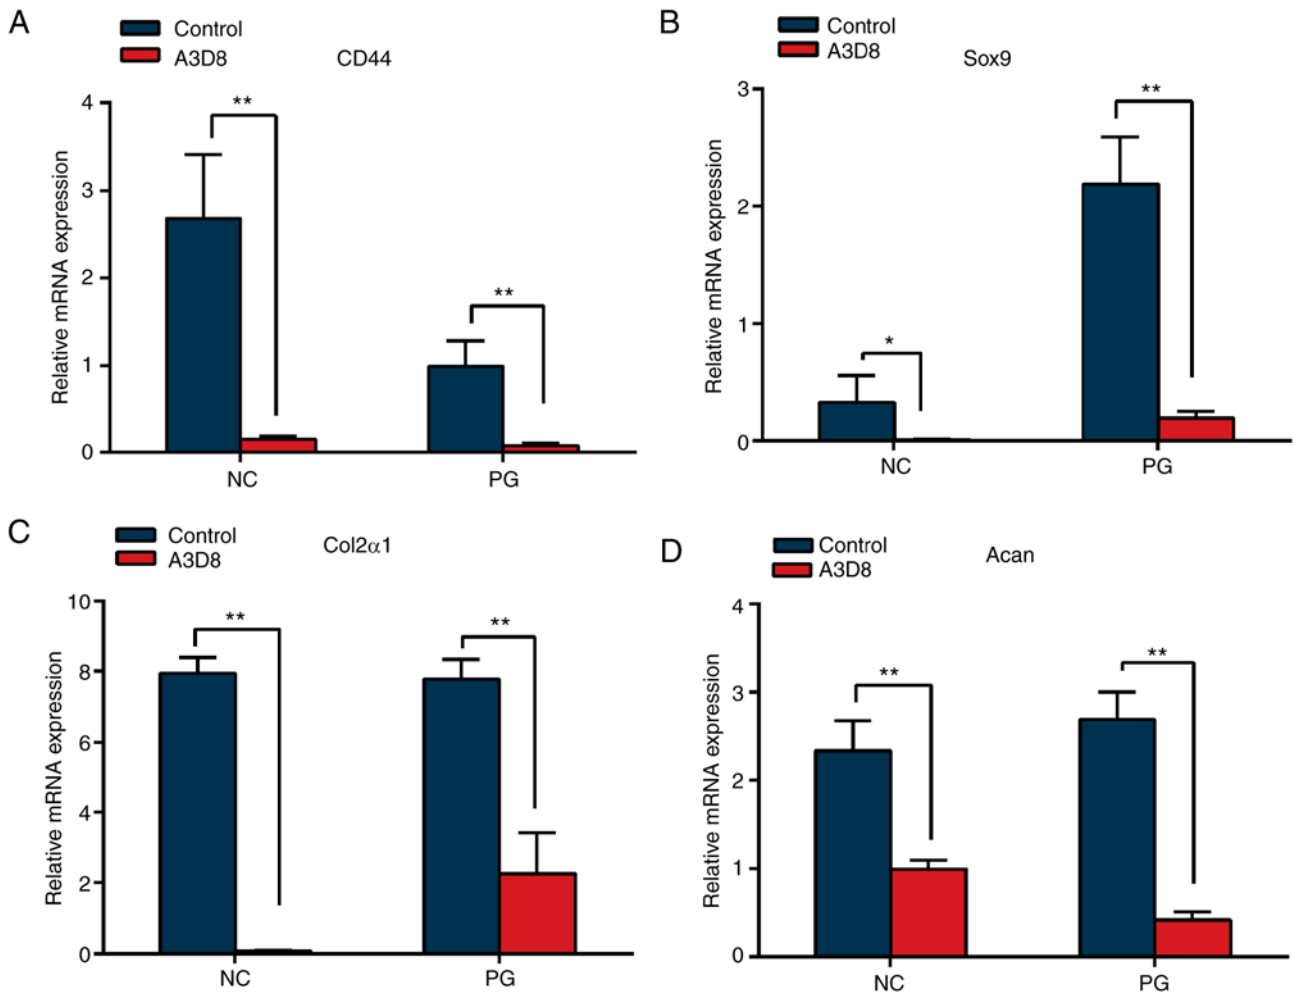 A
Control
A3D8
CD44
Relative mRNA expression
4
3
2
1
0
**
**
NC
PG
B
Control
A3D8
Sox9
Relative mRNA expression
3
2
1
0
*
**
NC
PG
C
Control
A3D8
Col2α1
Relative mRNA expression
10
8
6
4
2
0
**
**
NC
PG
D
Control
A3D8
Acan
Relative mRNA expression
4
3
2
1
0
**
**
NC
PG